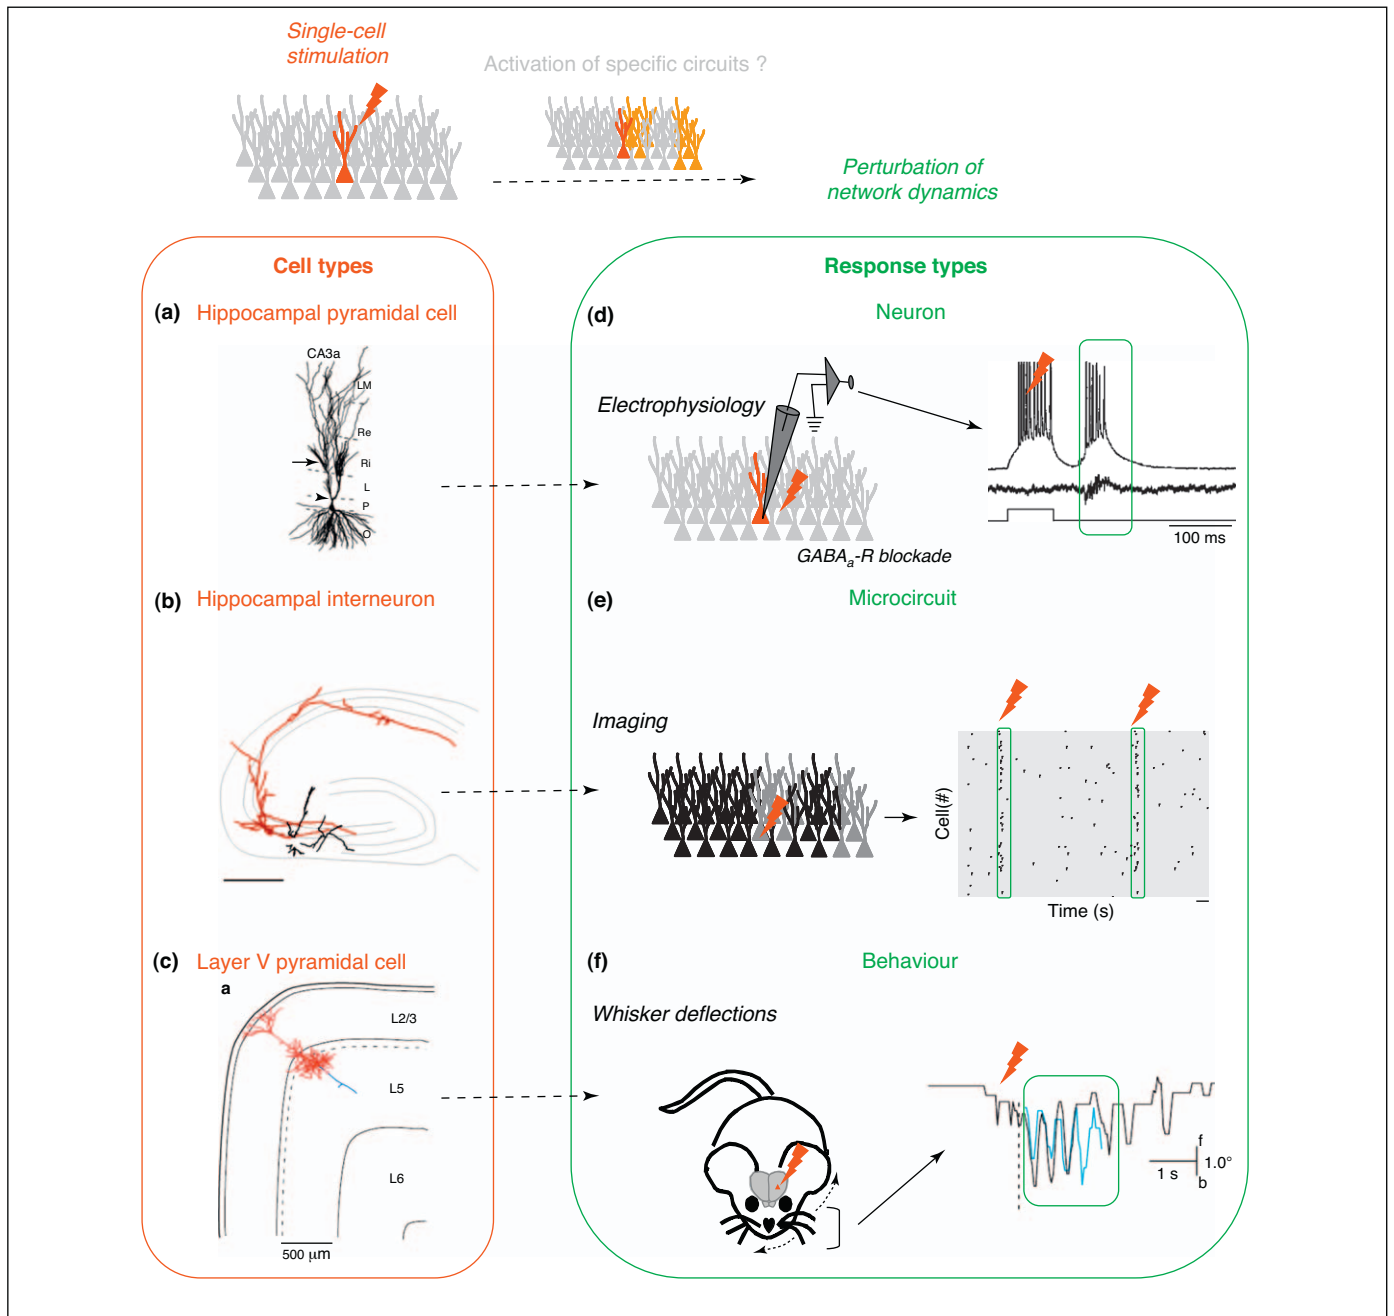 Single-cell
stimulation
Activation of specific circuits ?
Perturbation of
network dynamics
Cell types
Response types
(a) Hippocampal pyramidal cell
CA3a
LM
Re
Ri
L
P
O
(d) Neuron
Electrophysiology
GABAa-R blockade
100 ms
(b) Hippocampal interneuron
(e) Microcircuit
Imaging
Cell(#)
Time (s)
(c) Layer V pyramidal cell
a
L2/3
L5
L6
500 µm
(f) Behaviour
Whisker deflections
f
1 s 1.0°
b